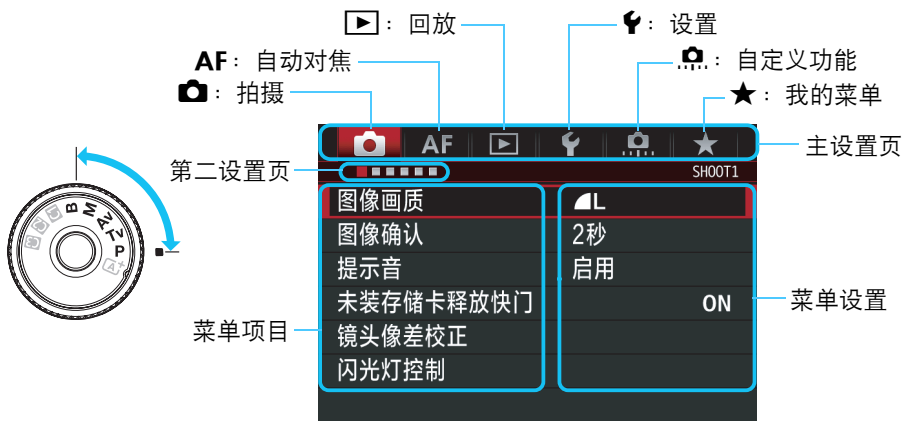 ▶：回放
设置
AF：自动对焦
自定义功能
拍摄
★：我的菜单
AF
主设置页
第二设置页
SHOOT1
图像画质
L
图像确认
2秒
提示音
启用
未装存储卡释放快门
ON
镜头像差校正
闪光灯控制
菜单项目
菜单设置
B
M
Av
Tv
P
A+